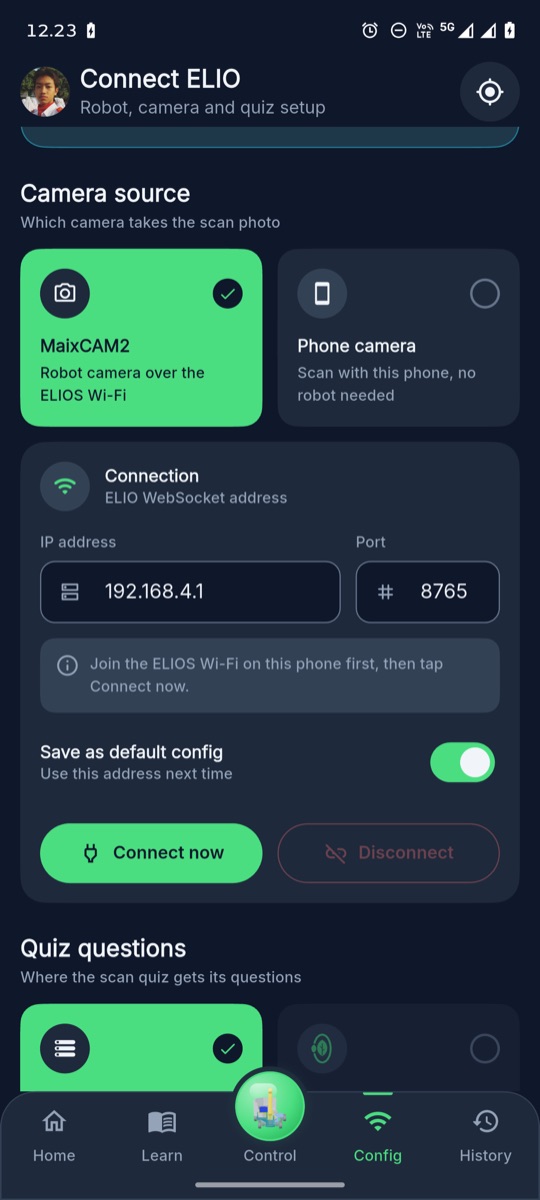 12.23
Vo)) LTE
5G
Connect ELIO
Robot, camera and quiz setup
Camera source
Which camera takes the scan photo
MaixCAM2
Robot camera over the
ELIOS Wi-Fi
Phone camera
Scan with this phone, no
robot needed
Connection
ELIO WebSocket address
IP address
Port
192.168.4.1
# 8765
Join the ELIOS Wi-Fi on this phone first, then tap
Connect now.
Save as default config
Use this address next time
Connect now
Disconnect
Quiz questions
Where the scan quiz gets its questions
Home
Learn
Control
Config
History